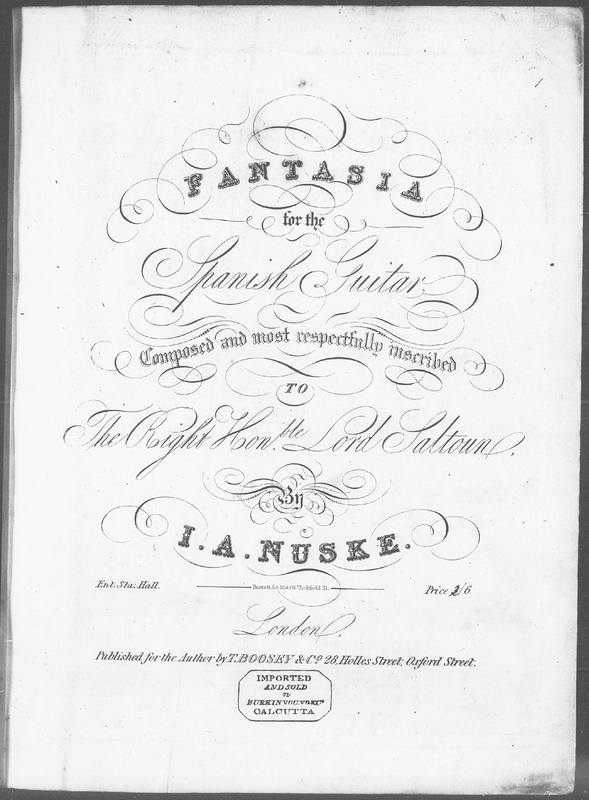 1
FANTASIA
for the
Spanish Guitar.
Composed and most respectfully inscribed
TO
The Right Hon.ble Lord Saltoun.
By
I. A. NUSKE.
Ent. Sta. Hall.
Price 2/6
London.
Published for the Author by T. BOOSEY & Co. 28, Holles Street, Oxford Street.
IMPORTED
AND SOLD
CALCUTTA